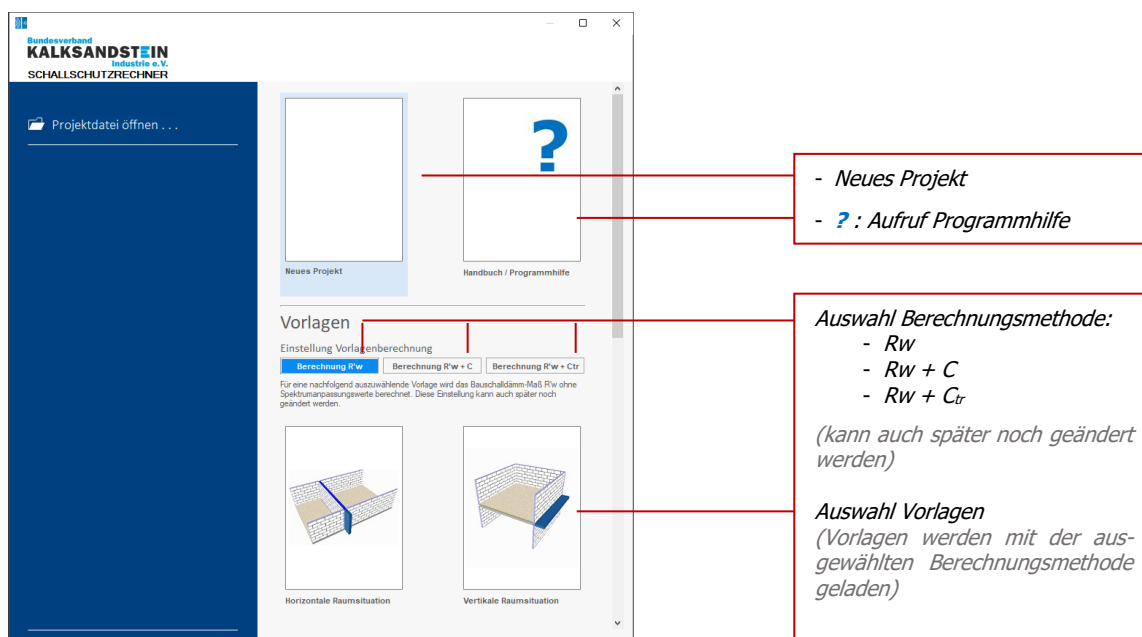 Bundesverband
KALKSANDSTEIN
Industrie e.V.
SCHALLSCHUTZRECHNER
Projektdatei öffnen . . .
?
Neues Projekt
Handbuch / Programmhilfe
Vorlagen
Einstellung Vorlagenberechnung
Berechnung R'w
Berechnung R'w + C
Berechnung R'w + Ctr
Für eine nachfolgend auszuwählende Vorlage wird das Bauschalldämm-Maß R'w ohne
Spektrumanpassungswerte berechnet. Diese Einstellung kann auch später noch
geändert werden.
Horizontale Raumsituation
Vertikale Raumsituation
- Neues Projekt
- ? : Aufruf Programmhilfe
Auswahl Berechnungsmethode:
- Rw
- Rw + C
- Rw + Ctr
(kann auch später noch geändert
werden)
Auswahl Vorlagen
(Vorlagen werden mit der aus-
gewählten Berechnungsmethode
geladen)